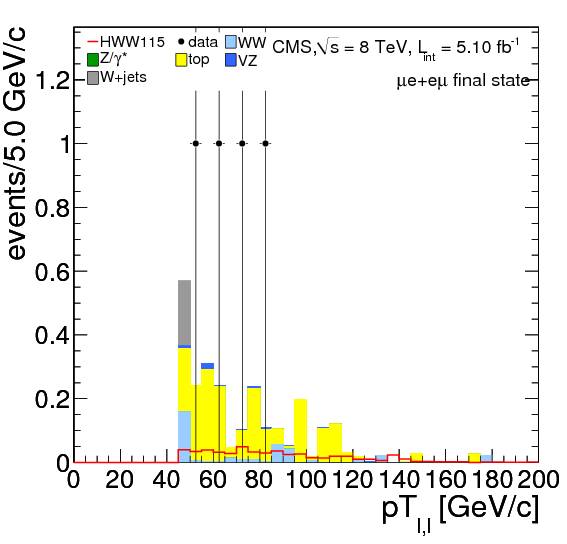 HWW115 data WW
Z/γ* top VZ
W+jets
CMS,√s = 8 TeV, L_int = 5.10 fb⁻¹
μe+eμ final state
events/5.0 GeV/c
1.2
1
0.8
0.6
0.4
0.2
0
0 20 40 60 80 100 120 140 160 180 200
pT_l,l [GeV/c]